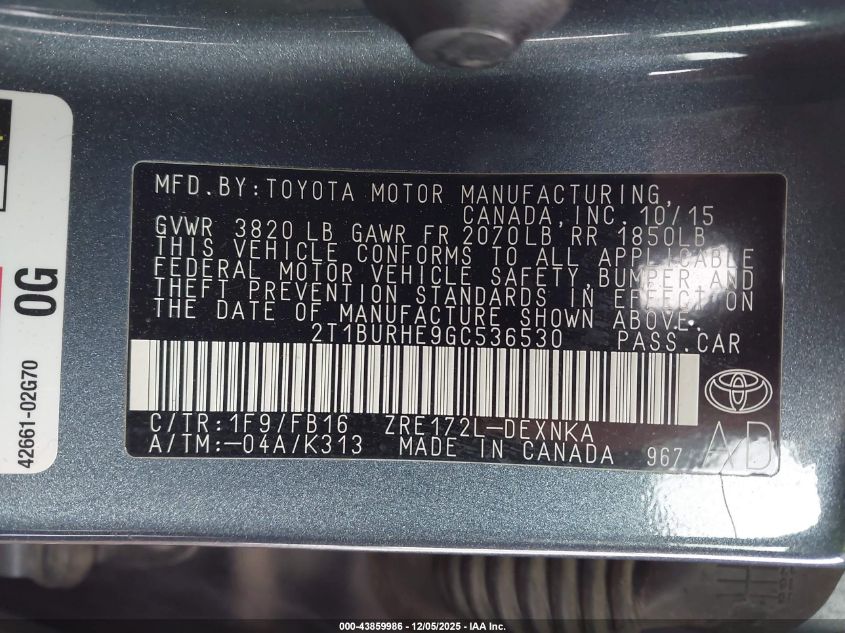 MFD.BY:TOYOTA MOTOR MANUFACTURING,
CANADA,INC. 10/15
GVWR 3820 LB GAWR FR 2070LB RR 1850LB
THIS VEHICLE CONFORMS TO ALL APPLICABLE
FEDERAL MOTOR VEHICLE SAFETY,BUMPER AND
THEFT PREVENTION STANDARDS IN EFFECT ON
THE DATE OF MANUFACTURE SHOWN ABOVE.
2T1BURHE9GC536530 PASS.CAR
C/TR:1F9/FB16 ZRE172L-DEXNKA
A/TM:-04A/K313 MADE IN CANADA 967 AD
0G
42661-02G70
000-43859986 - 12/05/2025 - IAA Inc.